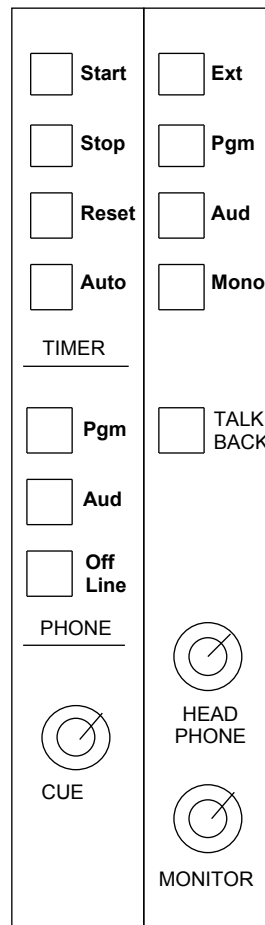 Start
Stop
Reset
Auto
TIMER
Pgm
Aud
Off
Line
PHONE
CUE
Ext
Pgm
Aud
Mono
TALK
BACK
HEAD
PHONE
MONITOR